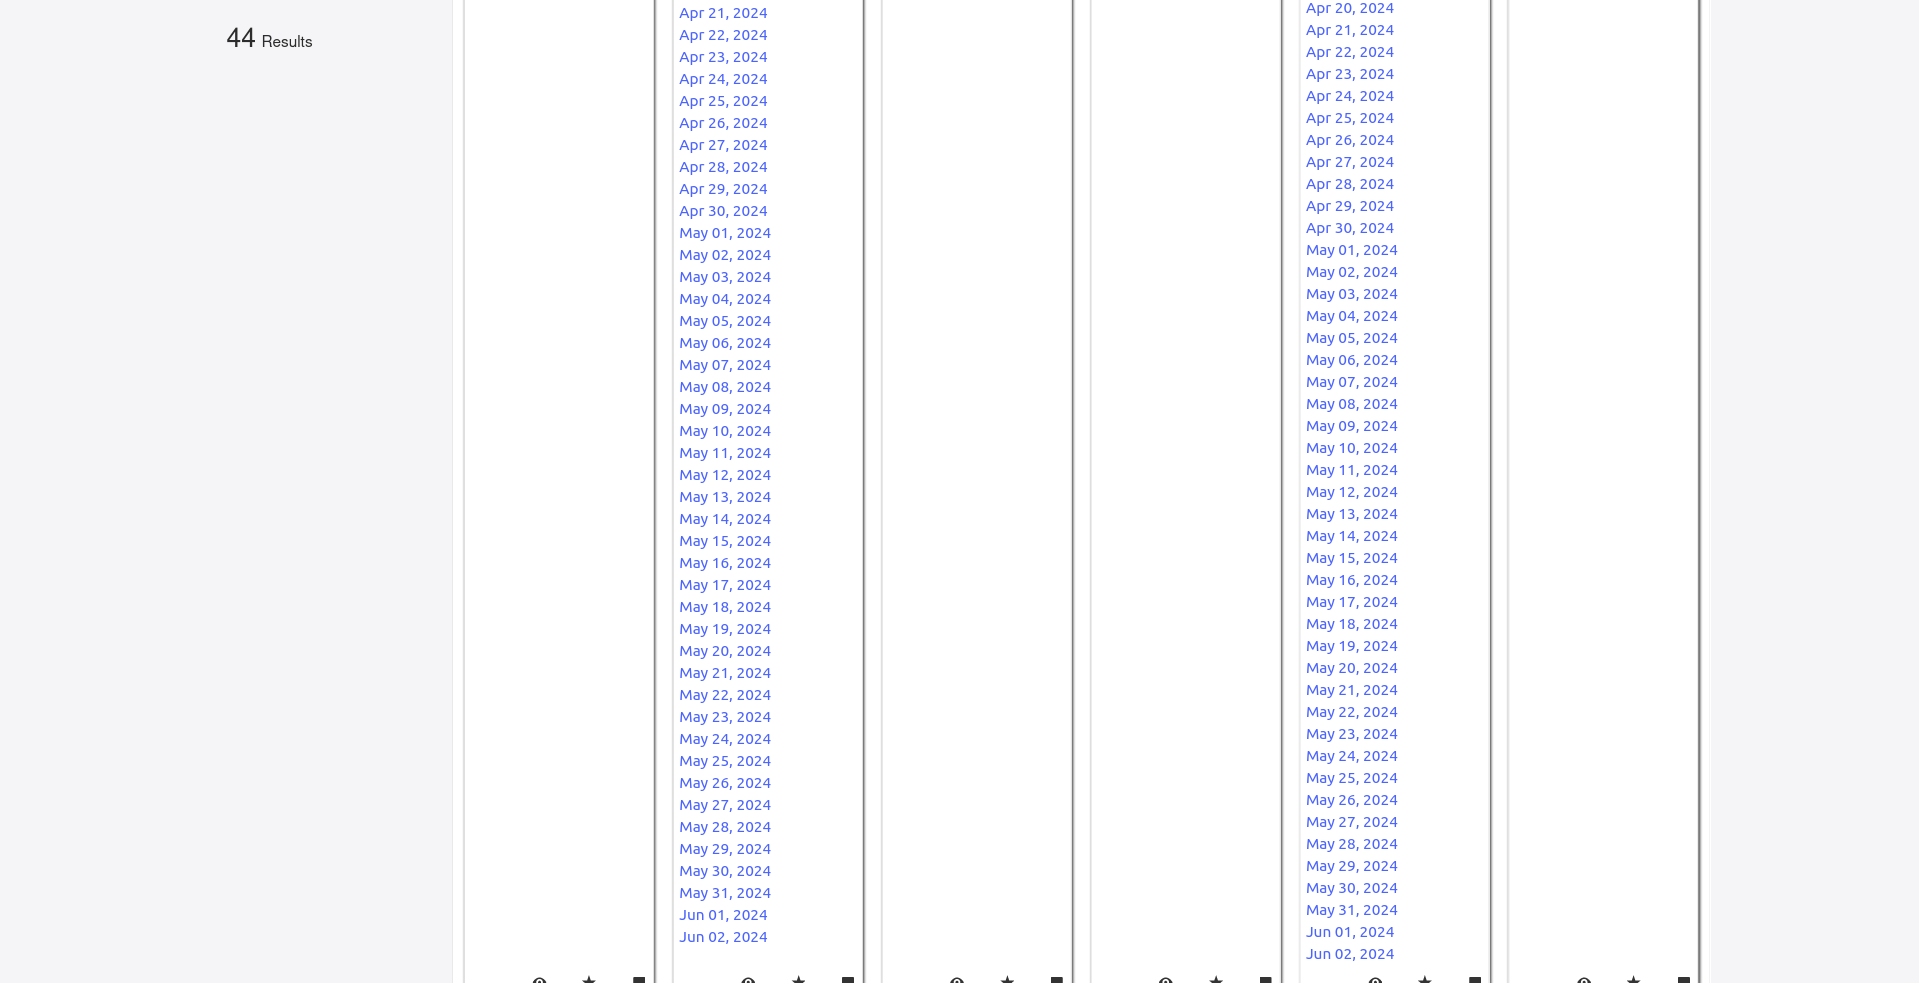 44 Results
Apr 21, 2024
Apr 22, 2024
Apr 23, 2024
Apr 24, 2024
Apr 25, 2024
Apr 26, 2024
Apr 27, 2024
Apr 28, 2024
Apr 29, 2024
Apr 30, 2024
May 01, 2024
May 02, 2024
May 03, 2024
May 04, 2024
May 05, 2024
May 06, 2024
May 07, 2024
May 08, 2024
May 09, 2024
May 10, 2024
May 11, 2024
May 12, 2024
May 13, 2024
May 14, 2024
May 15, 2024
May 16, 2024
May 17, 2024
May 18, 2024
May 19, 2024
May 20, 2024
May 21, 2024
May 22, 2024
May 23, 2024
May 24, 2024
May 25, 2024
May 26, 2024
May 27, 2024
May 28, 2024
May 29, 2024
May 30, 2024
May 31, 2024
Jun 01, 2024
Jun 02, 2024
Apr 20, 2024
Apr 21, 2024
Apr 22, 2024
Apr 23, 2024
Apr 24, 2024
Apr 25, 2024
Apr 26, 2024
Apr 27, 2024
Apr 28, 2024
Apr 29, 2024
Apr 30, 2024
May 01, 2024
May 02, 2024
May 03, 2024
May 04, 2024
May 05, 2024
May 06, 2024
May 07, 2024
May 08, 2024
May 09, 2024
May 10, 2024
May 11, 2024
May 12, 2024
May 13, 2024
May 14, 2024
May 15, 2024
May 16, 2024
May 17, 2024
May 18, 2024
May 19, 2024
May 20, 2024
May 21, 2024
May 22, 2024
May 23, 2024
May 24, 2024
May 25, 2024
May 26, 2024
May 27, 2024
May 28, 2024
May 29, 2024
May 30, 2024
May 31, 2024
Jun 01, 2024
Jun 02, 2024